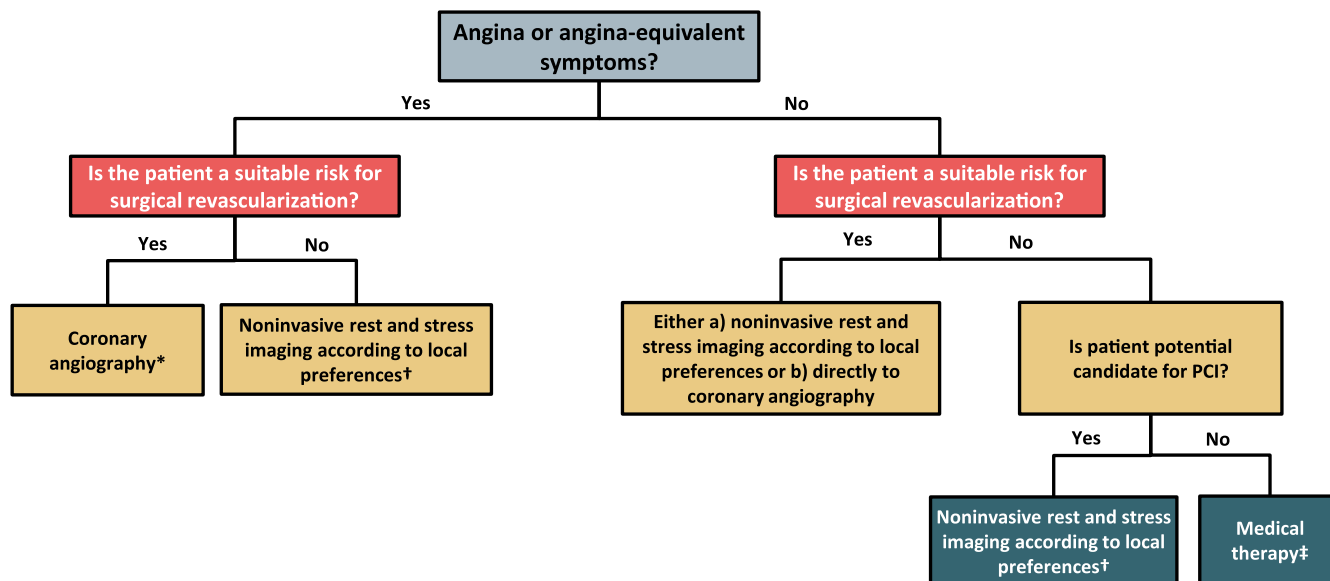 Angina or angina-equivalent
symptoms?
Yes
No
Is the patient a suitable risk for
surgical revascularization?
Is the patient a suitable risk for
surgical revascularization?
Yes
No
Yes
No
Coronary
angiography*
Noninvasive rest and stress
imaging according to local
preferences†
Either a) noninvasive rest and
stress imaging according to local
preferences or b) directly to
coronary angiography
Is patient potential
candidate for PCI?
Yes
No
Noninvasive rest and stress
imaging according to local
preferences†
Medical
therapy‡